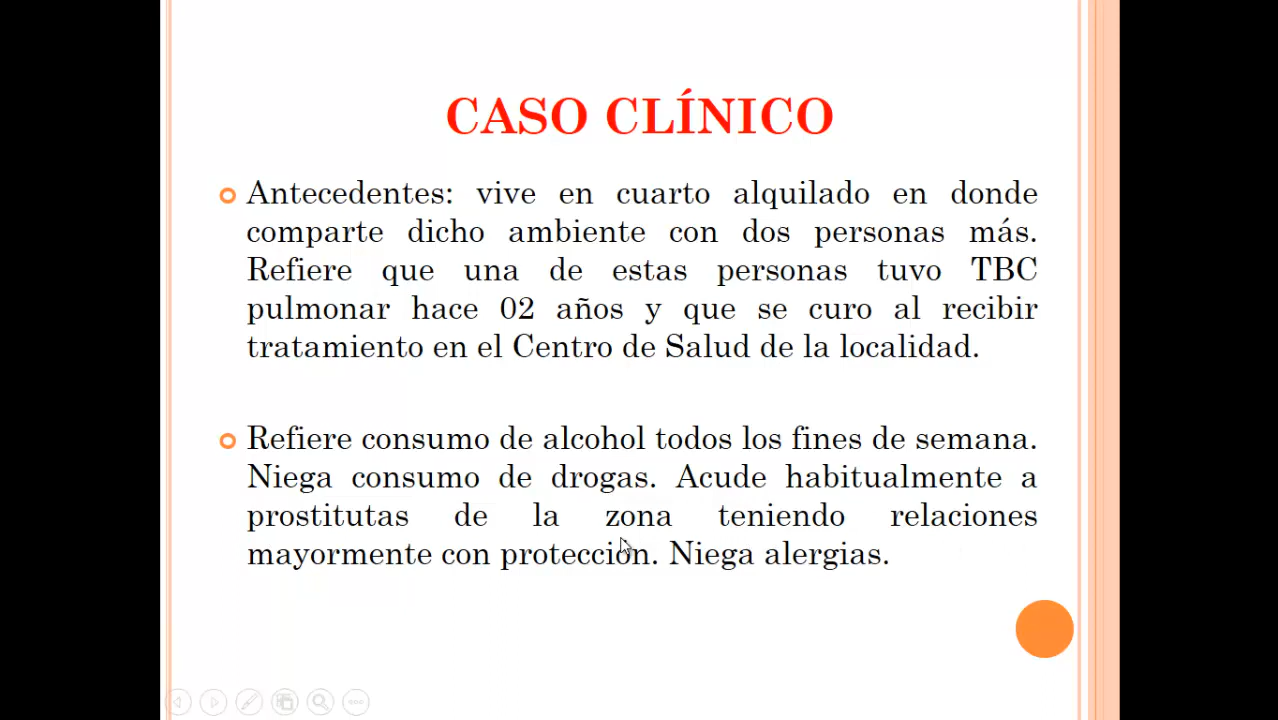 CASO CLÍNICO
Antecedentes: vive en cuarto alquilado en donde
comparte dicho ambiente con dos personas más.
Refiere que una de estas personas tuvo TBC
pulmonar hace 02 años y que se curo al recibir
tratamiento en el Centro de Salud de la localidad.
Refiere consumo de alcohol todos los fines de semana.
Niega consumo de drogas. Acude habitualmente a
prostitutas de la zona teniendo relaciones
mayormente con protección. Niega alergias.